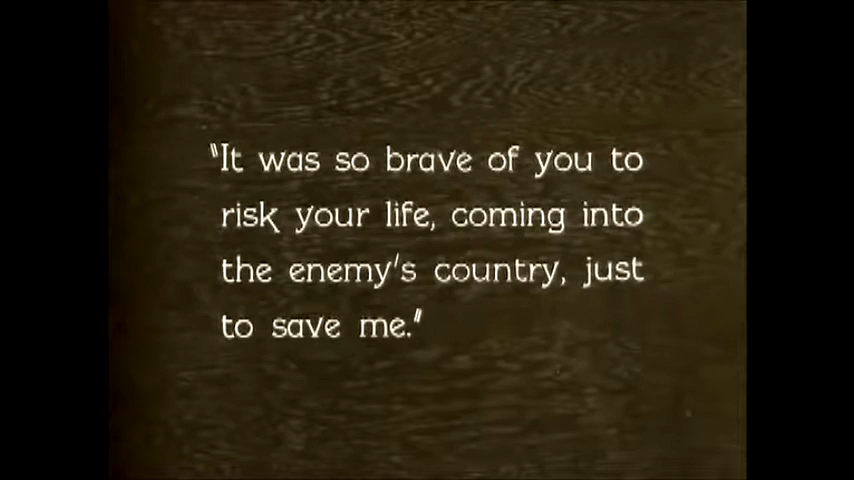 "It was so brave of you to
risk your life, coming into
the enemy's country, just
to save me."